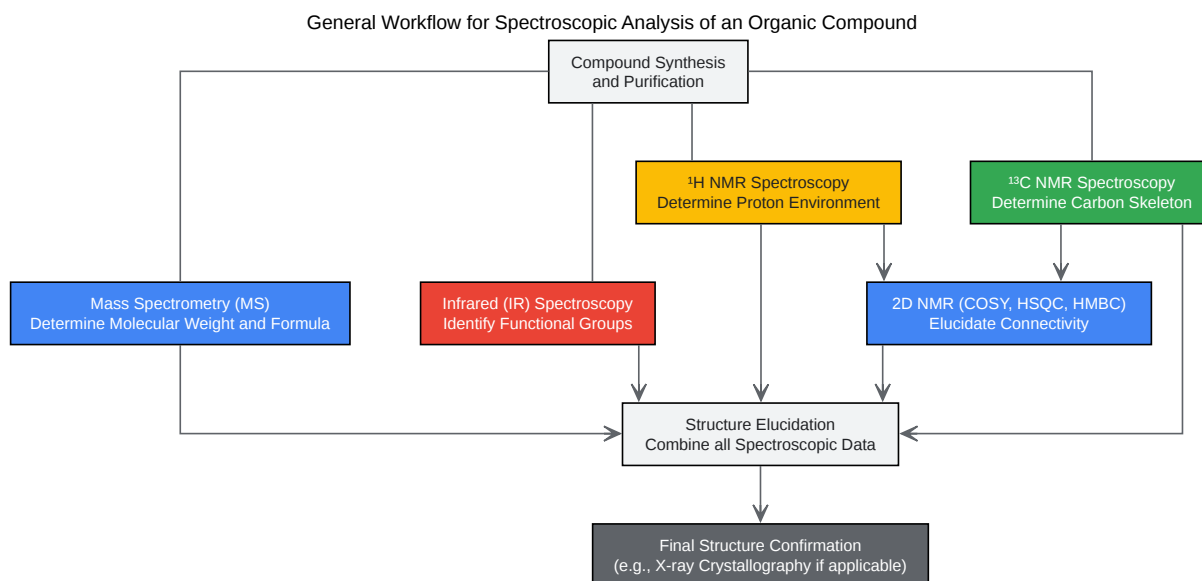 General Workflow for Spectroscopic Analysis of an Organic Compound
Compound Synthesis
and Purification
¹H NMR Spectroscopy
Determine Proton Environment
¹³C NMR Spectroscopy
Determine Carbon Skeleton
Mass Spectrometry (MS)
Determine Molecular Weight and Formula
Infrared (IR) Spectroscopy
Identify Functional Groups
2D NMR (COSY, HSQC, HMBC)
Elucidate Connectivity
Structure Elucidation
Combine all Spectroscopic Data
Final Structure Confirmation
(e.g., X-ray Crystallography if applicable)